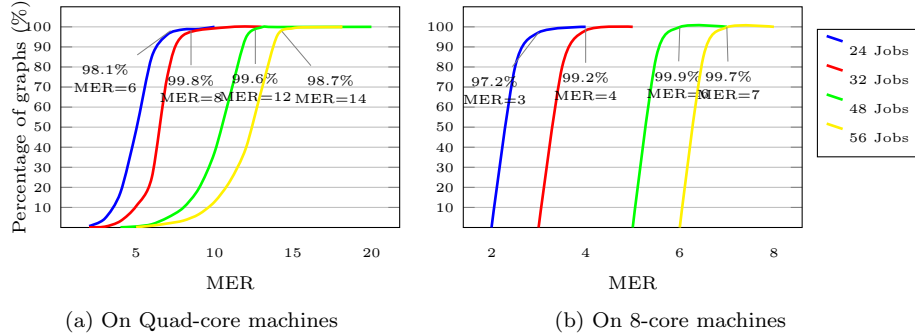 Percentage of graphs (%)
100
90
80
70
60
50
40
30
20
10
98.1%
MER=6
99.8%
MER=8
99.6%
MER=12
98.7%
MER=14
5
10
15
20
MER
(a) On Quad-core machines
100
90
80
70
60
50
40
30
20
10
97.2%
MER=3
99.2%
MER=4
99.9%
MER=6
99.7%
MER=7
2
4
6
8
MER
(b) On 8-core machines
24 Jobs
32 Jobs
48 Jobs
56 Jobs